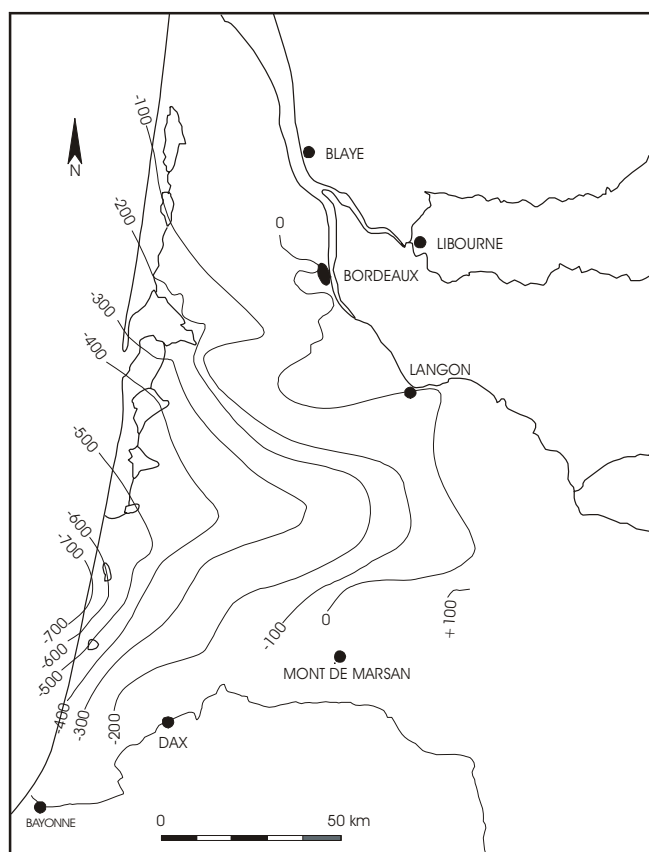 -100
BLAYE
N
-200
0
LIBOURNE
BORDEAUX
-300
-400
LANGON
-500
-600
-700
-700
-600
-500
-400
-300
-200
-100
0
+100
MONT DE MARSAN
DAX
BAYONNE
0
50 km